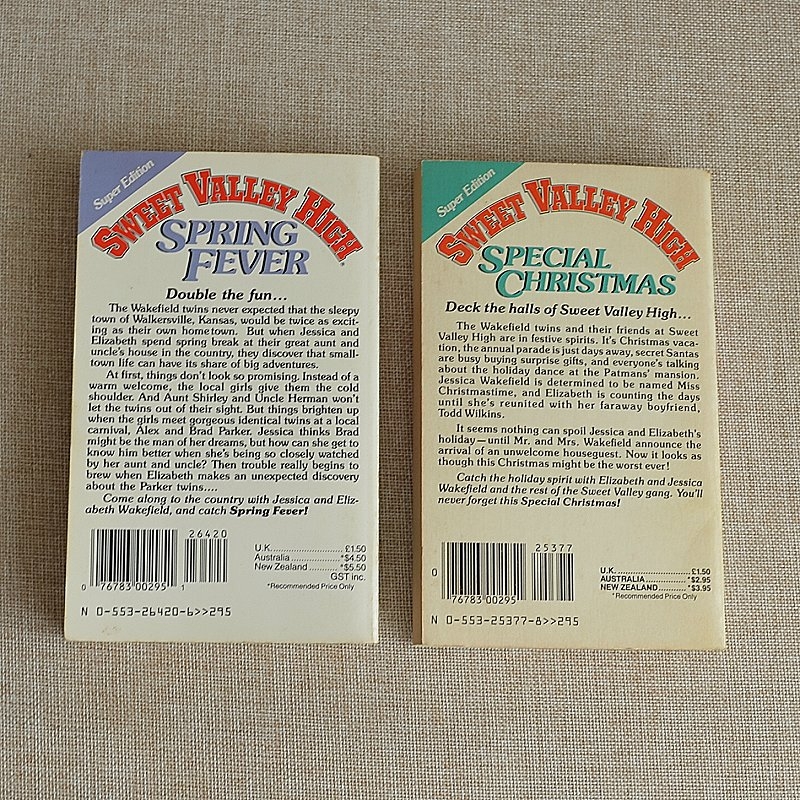 Super Edition
SWEET VALLEY HIGH
SPRING
FEVER
Double the fun...
The Wakefield twins never expected that the sleepy
town of Walkersville, Kansas, would be twice as excit-
ing as their own hometown. But when Jessica and
Elizabeth spend spring break at their great aunt and
uncle's house in the country, they discover that small-
town life can have its share of big adventures.
At first, things don't look so promising. Instead of a
warm welcome, the local girls give them the cold
shoulder. And Aunt Shirley and Uncle Herman won't
let the twins out of their sight. But things brighten up
when the girls meet gorgeous identical twins at a local
carnival, Alex and Brad Parker. Jessica thinks Brad
might be the man of her dreams, but how can she get to
know him better when she's being so closely watched
by her aunt and uncle? Then trouble really begins to
brew when Elizabeth makes an unexpected discovery
about the Parker twins....
Come along to the country with Jessica and Eliz-
abeth Wakefield, and catch Spring Fever!
26420
0 76783 00295 1
U.K. ............................ £1.50
Australia ................. *$4.50
New Zealand ........... *$5.50
GST inc.
*Recommended Price Only
N 0-553-26420-6>>295
Super Edition
SWEET VALLEY HIGH
SPECIAL
CHRISTMAS
Deck the halls of Sweet Valley High...
The Wakefield twins and their friends at Sweet
Valley High are in festive spirits. It's Christmas vaca-
tion, the annual parade is just days away, secret Santas
are busy buying surprise gifts, and everyone's talking
about the holiday dance at the Patmans' mansion.
Jessica Wakefield is determined to be named Miss
Christmastime, and Elizabeth is counting the days
until she's reunited with her faraway boyfriend,
Todd Wilkins.
It seems nothing can spoil Jessica and Elizabeth's
holiday—until Mr. and Mrs. Wakefield announce the
arrival of an unwelcome houseguest. Now it looks as
though this Christmas might be the worst ever!
Catch the holiday spirit with Elizabeth and Jessica
Wakefield and the rest of the Sweet Valley gang. You'll
never forget this Special Christmas!
25377
0 76783 00295
U.K. ............................ £1.50
AUSTRALIA ................. *$2.95
NEW ZEALAND ........... *$3.95
*Recommended Price Only
N 0-553-25377-8>>295